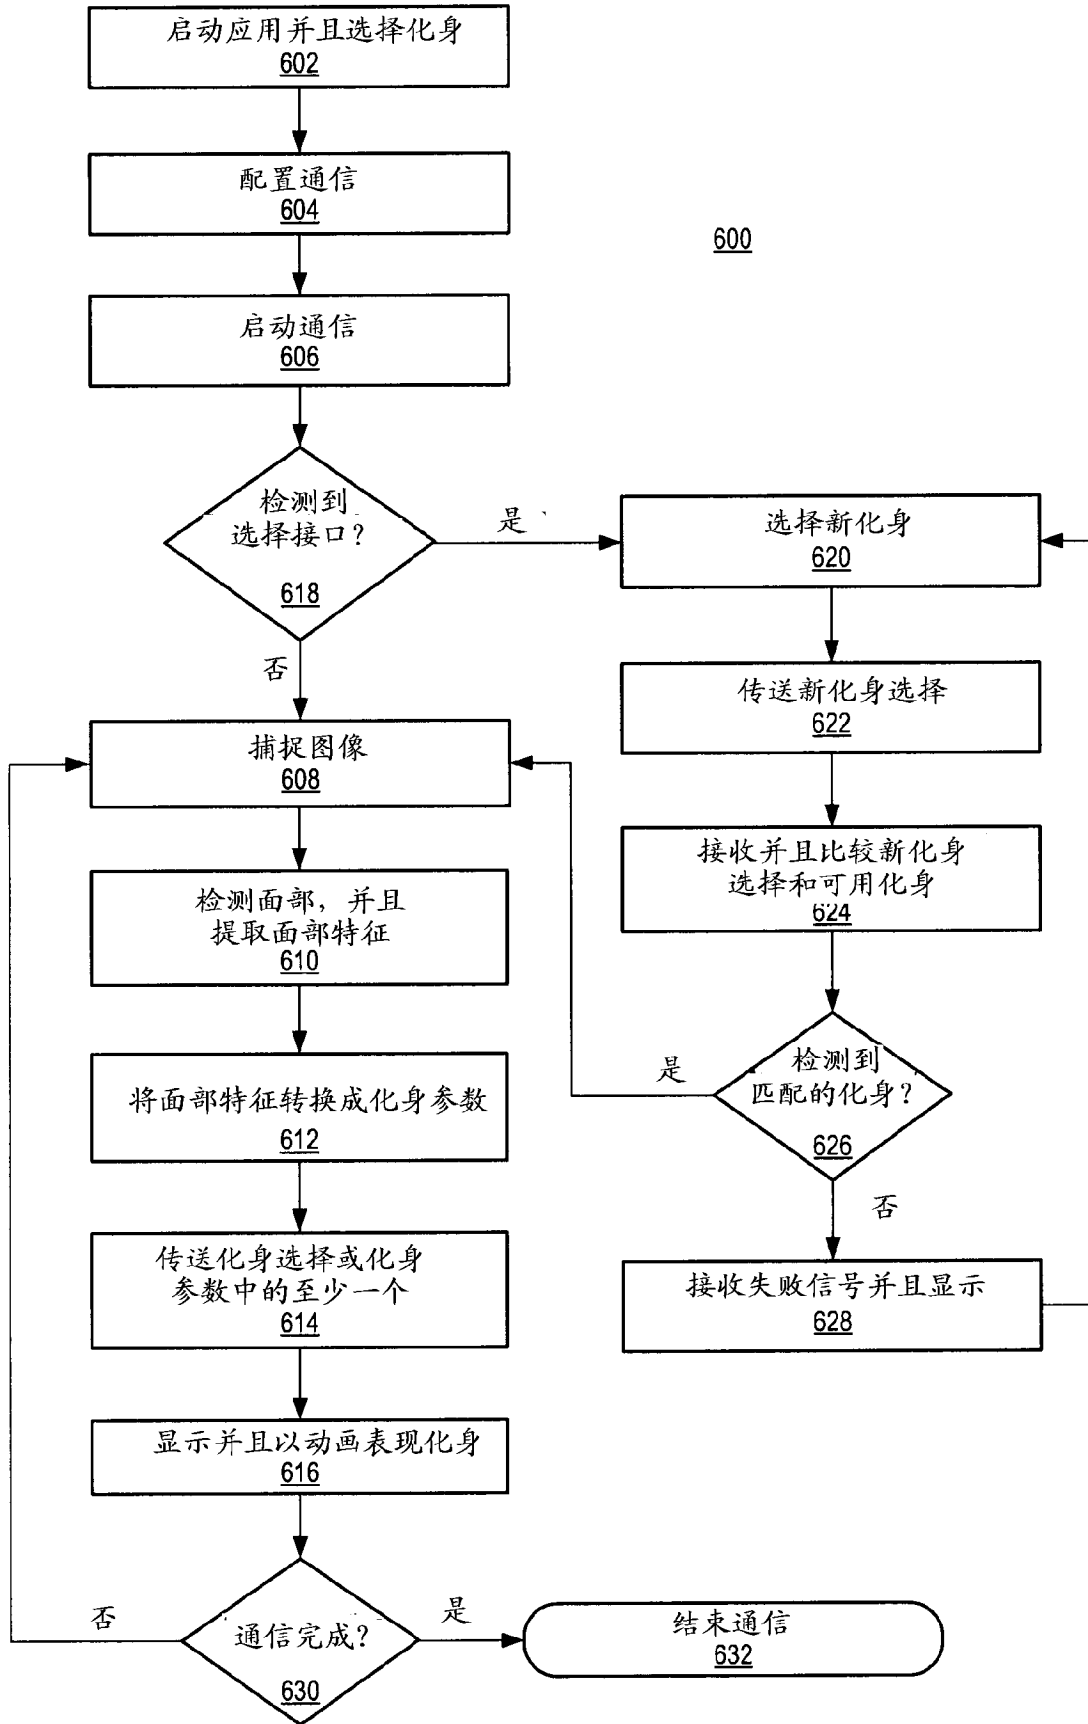 启动应用并且选择化身
602
配置通信
604
600
启动通信
606
检测到
选择接口?
618
是
否
选择新化身
620
传送新化身选择
622
捕捉图像
608
接收并且比较新化身
选择和可用化身
624
检测面部，并且
提取面部特征
610
检测到
匹配的化身?
626
是
否
将面部特征转换成化身参数
612
传送化身选择或化身
参数中的至少一个
614
接收失败信号并且显示
628
显示并且以动画表现化身
616
通信完成?
630
否
是
结束通信
632